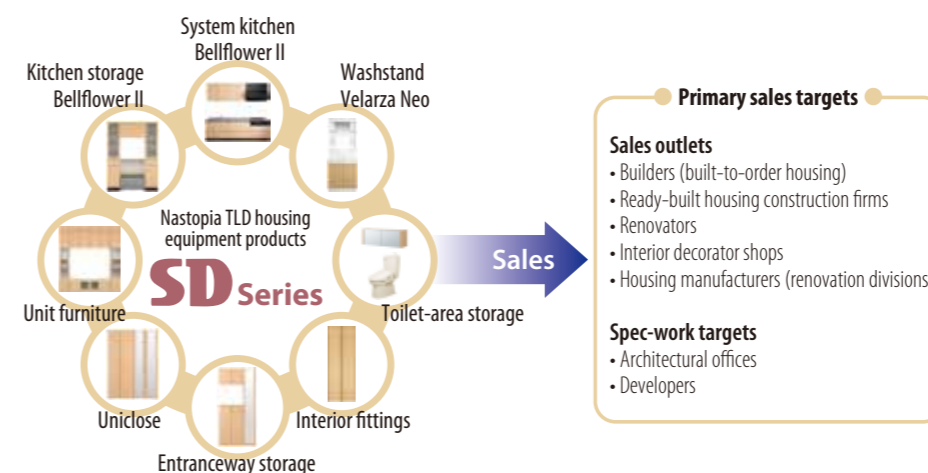 System kitchen
Bellflower II
Kitchen storage
Bellflower II
Washstand
Velarza Neo
Nastopia TLD housing
equipment products
SD Series
Unit furniture
Toilet-area storage
Uniclose
Interior fittings
Entranceway storage
Sales
Primary sales targets
Sales outlets
• Builders (built-to-order housing)
• Ready-built housing construction firms
• Renovators
• Interior decorator shops
• Housing manufacturers (renovation divisions
Spec-work targets
• Architectural offices
• Developers